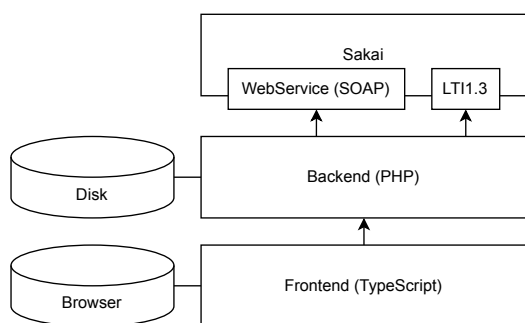 Sakai
WebService (SOAP)
LTI1.3
Backend (PHP)
Disk
Frontend (TypeScript)
Browser